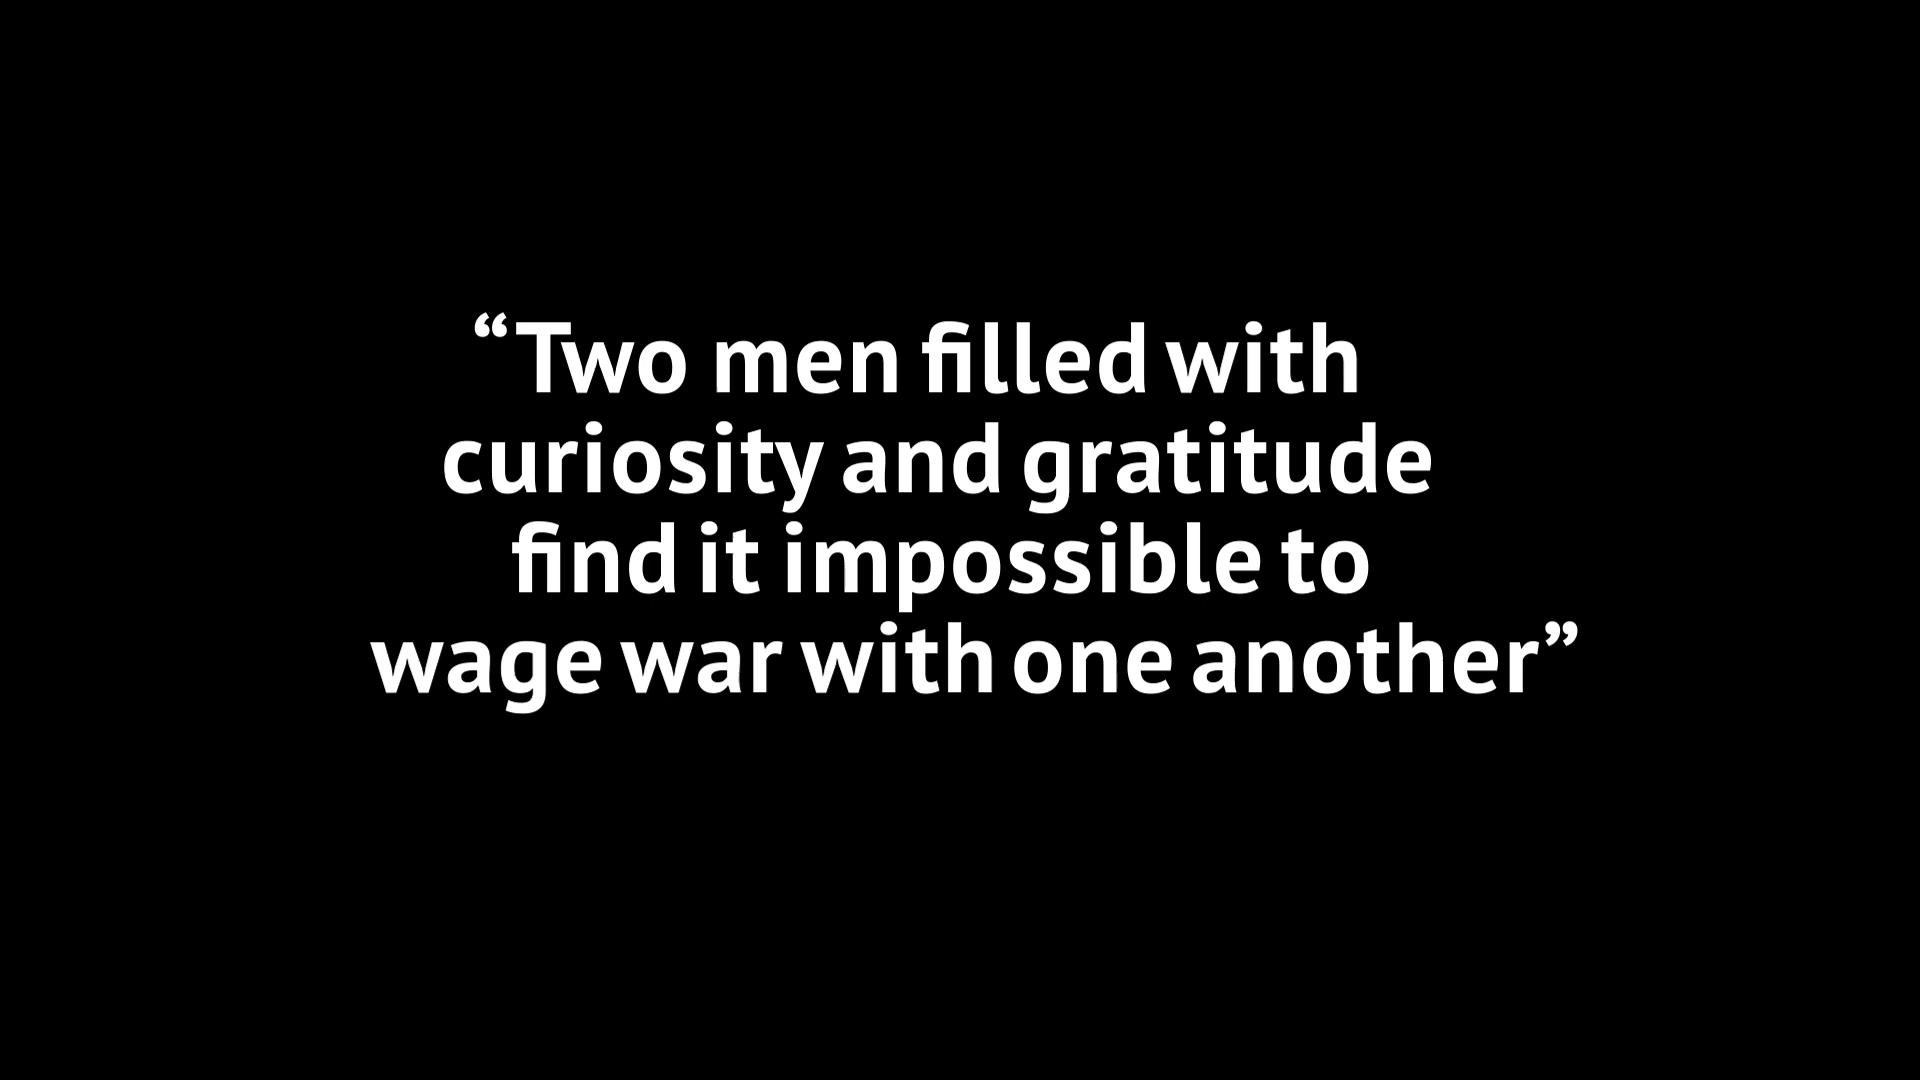 “Two men filled with
curiosity and gratitude
find it impossible to
wage war with one another”